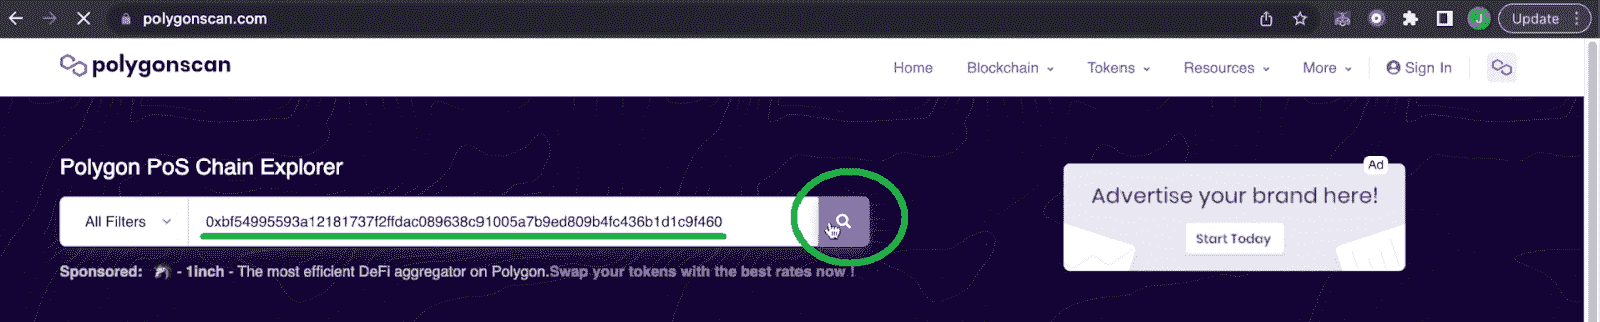 polygonscan.com
J
Update
polygonscan
Home Blockchain Tokens Resources More Sign In
Ad
Polygon PoS Chain Explorer
Advertise your brand here!
All Filters 0xbf54995593a12181737f2ffdac089638c91005a7b9ed809b4fc436b1d1c9f460
Start Today
Sponsored: - 1inch - The most efficient DeFi aggregator on Polygon.Swap your tokens with the best rates now !